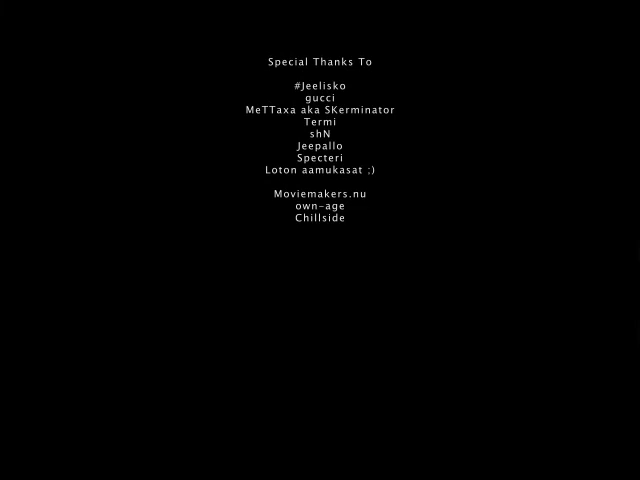 Special Thanks To
#Jeelisko
gucci
MeTTaxa aka SKerminator
Termi
shN
Jeepallo
Specteri
Loton aamukasat ;)
Moviemakers.nu
own-age
Chillside